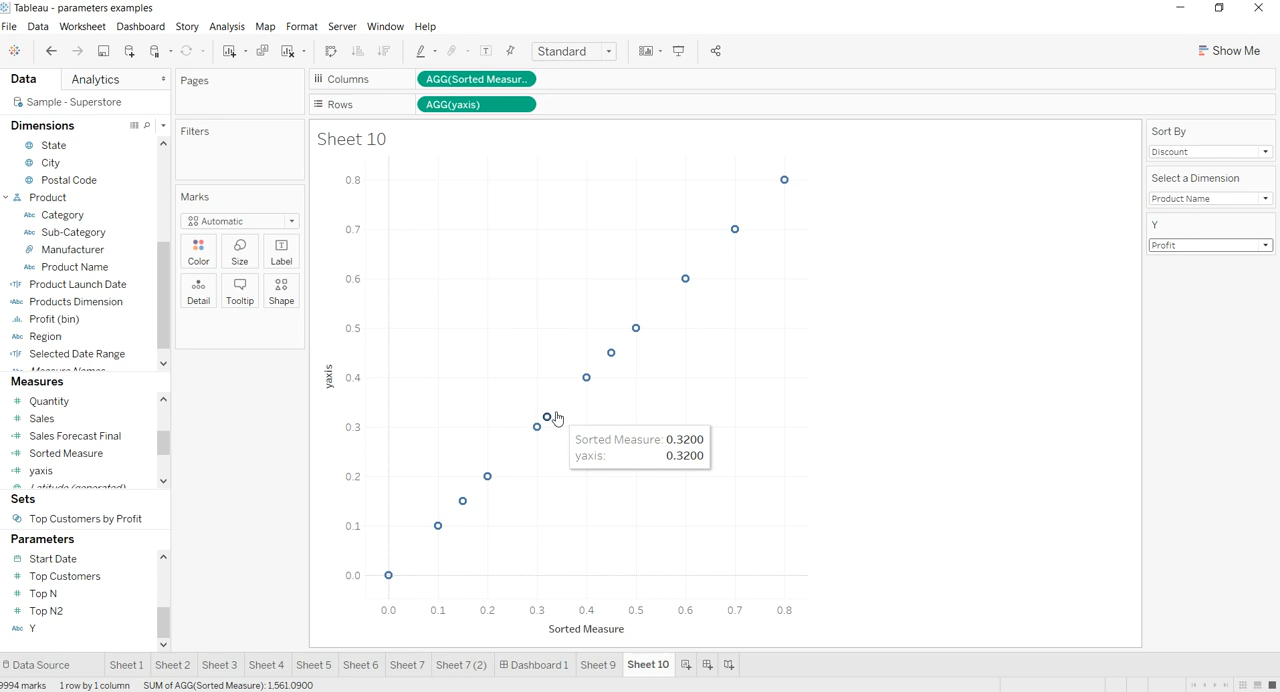 Tableau - parameters examples
File Data Worksheet Dashboard Story Analysis Map Format Server Window Help
Standard
Show Me
Data Analytics
Sample - Superstore
Dimensions
State
City
Postal Code
Product
Abc Category
Abc Sub-Category
Manufacturer
Abc Product Name
Product Launch Date
Products Dimension
Profit (bin)
Abc Region
Selected Date Range
Measure Names
Measures
Quantity
Sales
Sales Forecast Final
Sorted Measure
yaxis
Latitude (generated)
Sets
Top Customers by Profit
Parameters
Start Date
Top Customers
Top N
Top N2
Abc Y
Pages
Filters
Marks
Automatic
Color Size Label
Detail Tooltip Shape
Columns AGG(Sorted Measur..
Rows AGG(yaxis)
Sheet 10
0.8
0.7
0.6
0.5
0.4
0.3
0.2
0.1
0.0
yaxis
0.0 0.1 0.2 0.3 0.4 0.5 0.6 0.7 0.8
Sorted Measure
Sorted Measure: 0.3200
yaxis: 0.3200
Sort By
Discount
Select a Dimension
Product Name
Y
Profit
Data Source Sheet 1 Sheet 2 Sheet 3 Sheet 4 Sheet 5 Sheet 6 Sheet 7 Sheet 7 (2) Dashboard 1 Sheet 9 Sheet 10
9994 marks 1 row by 1 column SUM of AGG(Sorted Measure): 1,561.0900